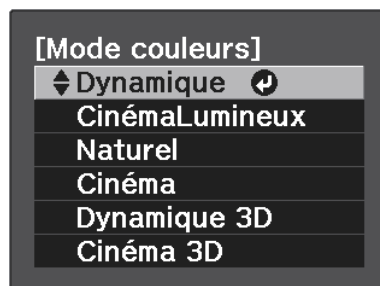 [Mode couleurs]
Dynamique
CinémaLumineux
Naturel
Cinéma
Dynamique 3D
Cinéma 3D